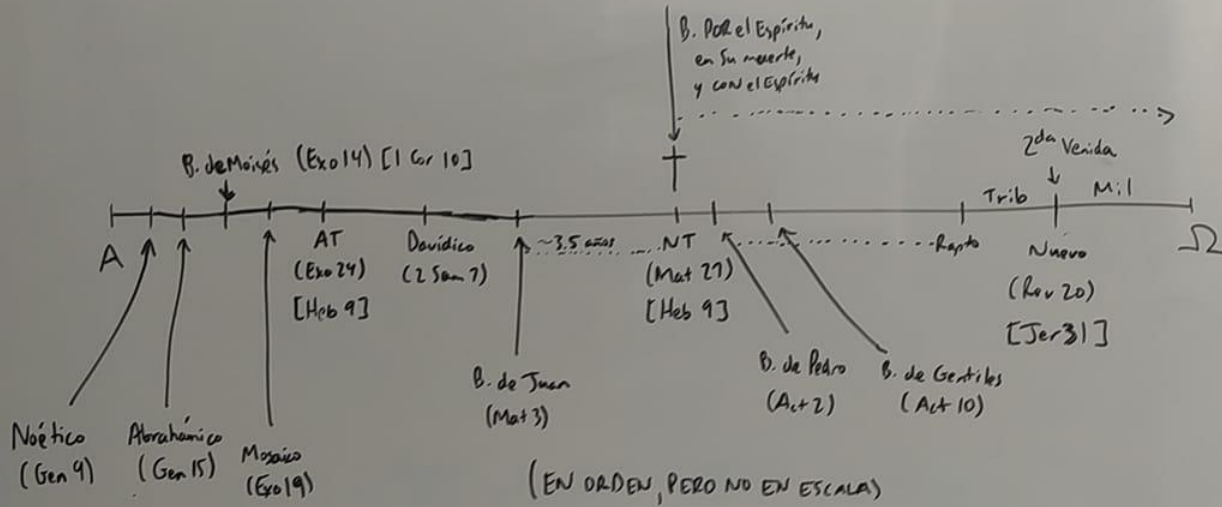 B. POR el Espíritu,
en Su muerte,
y CON el Espíritu
B. de Moisés (Exo 14) [1 Cor 10]
2da Venida
Trib
Mil
A
AT
(Exo 24)
[Heb 9]
Davídico
(2 Sam 7)
~3.5 años
NT
(Mat 27)
[Heb 9]
Rapto
Nuevo
(Rev 20)
[Jer 31]
Ω
Noético
(Gen 9)
Abrahámico
(Gen 15)
Mosaico
(Exo 19)
B. de Juan
(Mat 3)
B. de Pedro
(Act 2)
B. de Gentiles
(Act 10)
(EN ORDEN, PERO NO EN ESCALA)